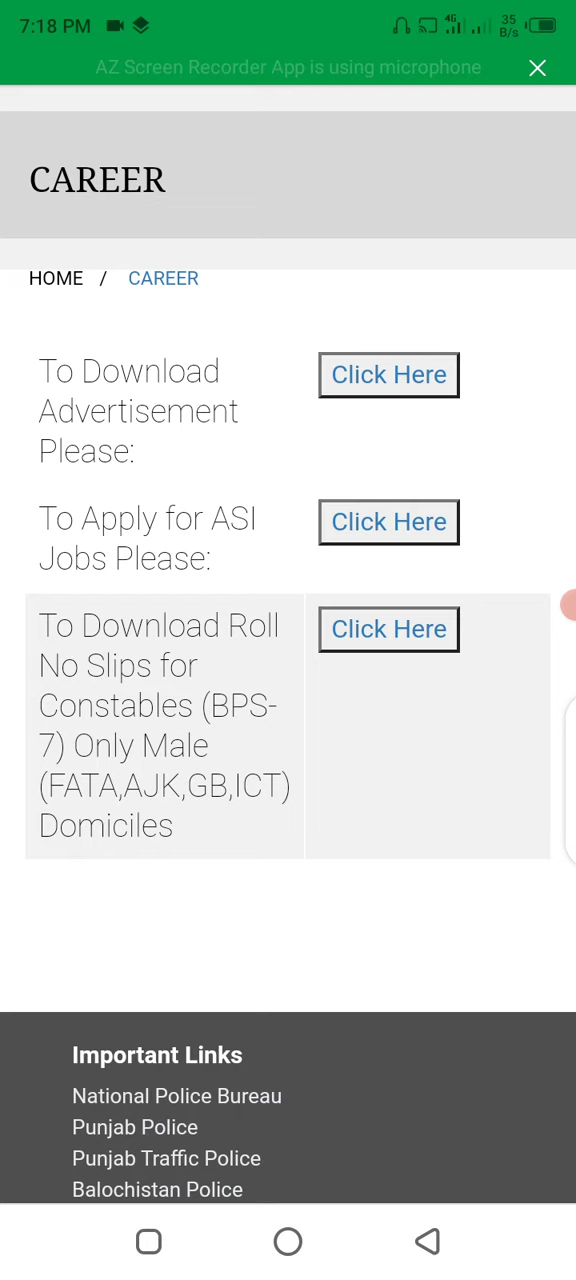 7:18 PM 4G 35 B/s
AZ Screen Recorder App is using microphone
CAREER
HOME / CAREER
To Download
Advertisement
Please:
Click Here
To Apply for ASI
Jobs Please:
Click Here
To Download Roll
No Slips for
Constables (BPS-
7) Only Male
(FATA,AJK,GB,ICT)
Domiciles
Click Here
Important Links
National Police Bureau
Punjab Police
Punjab Traffic Police
Balochistan Police